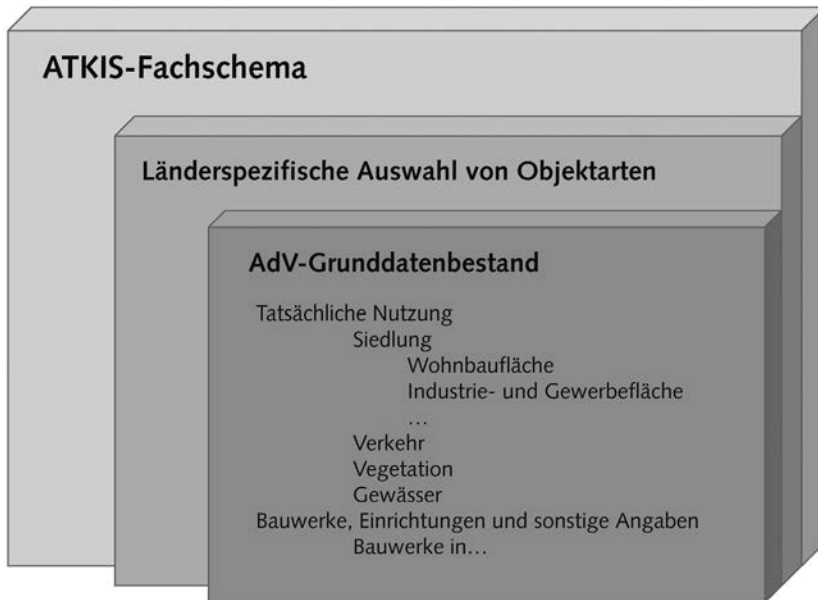 ATKIS-Fachschema
Länderspezifische Auswahl von Objektarten
AdV-Grunddatenbestand
Tatsächliche Nutzung
Siedlung
Wohnbaufläche
Industrie- und Gewerbefläche
...
Verkehr
Vegetation
Gewässer
Bauwerke, Einrichtungen und sonstige Angaben
Bauwerke in...